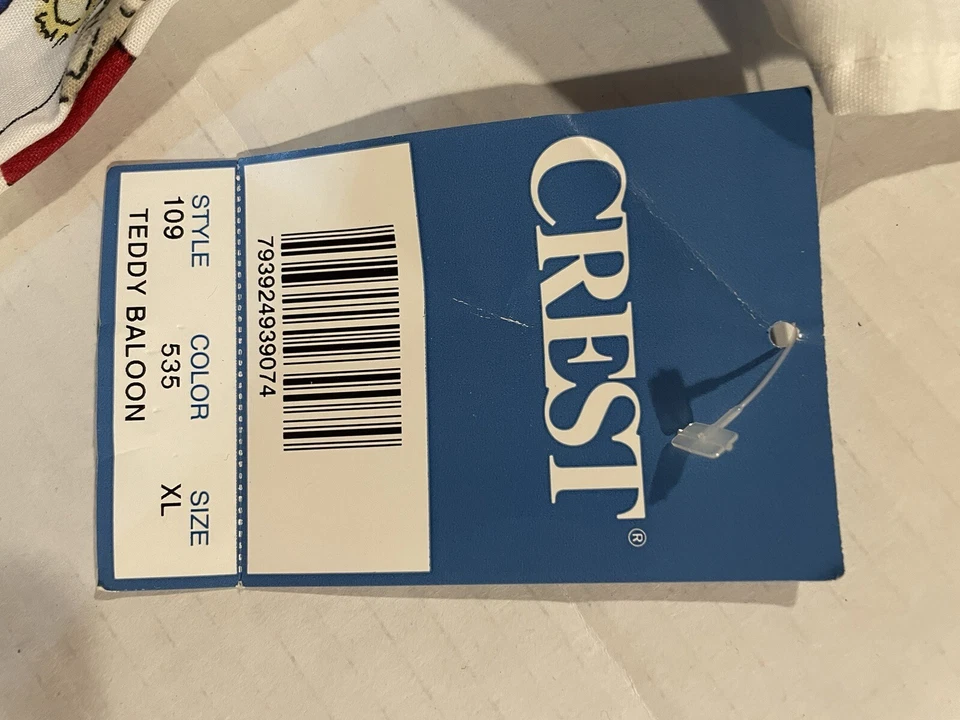 CREST®
793924939074
STYLE COLOR SIZE
109 535 XL
TEDDY BALOON